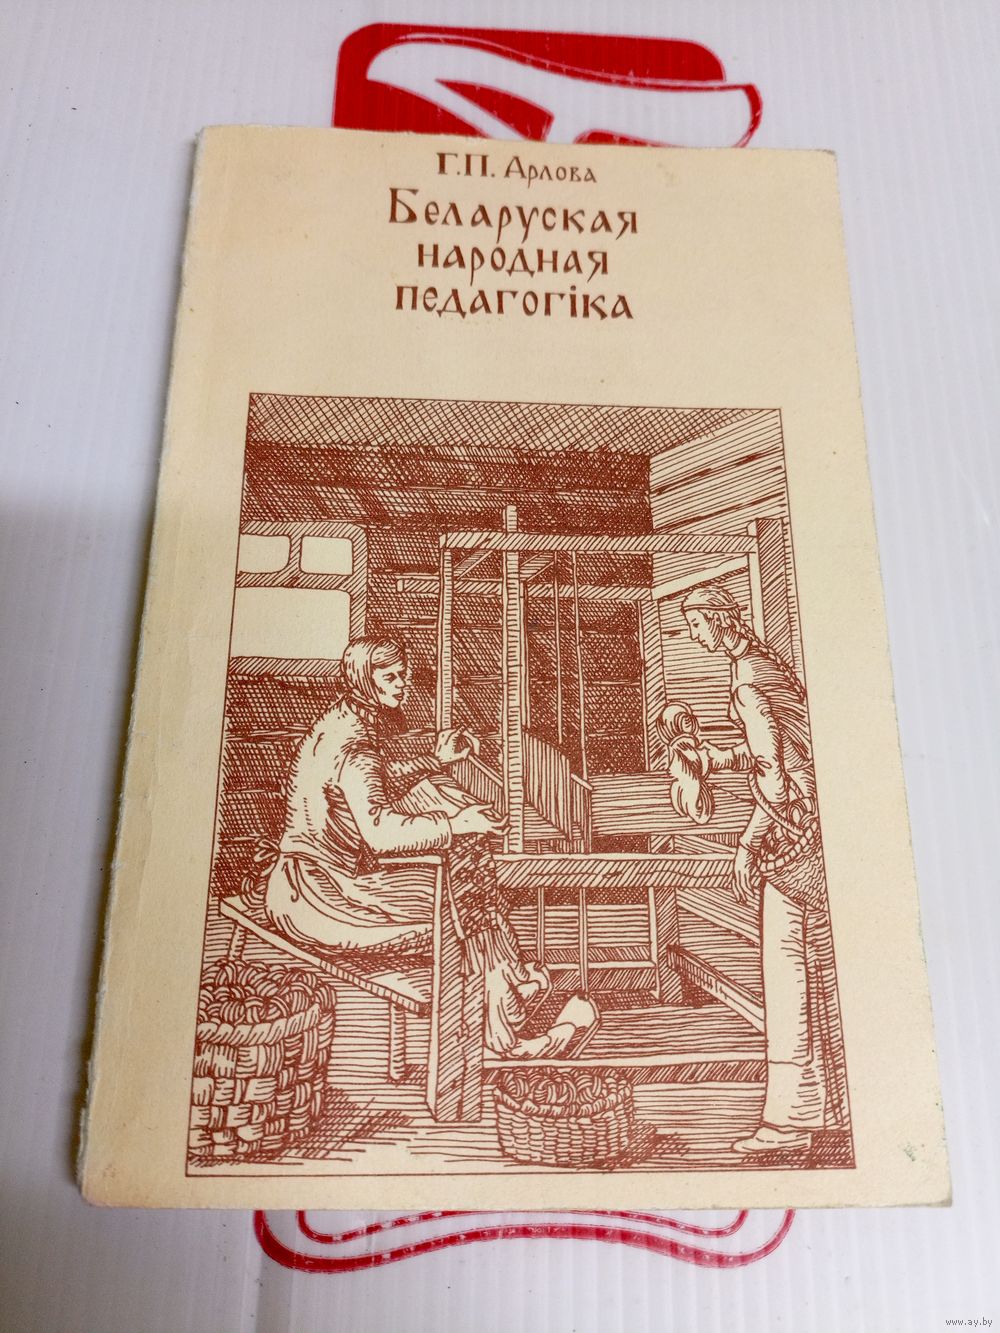 Г.П. Арлова
Беларуская
народная
педагогіка
www.ay.by